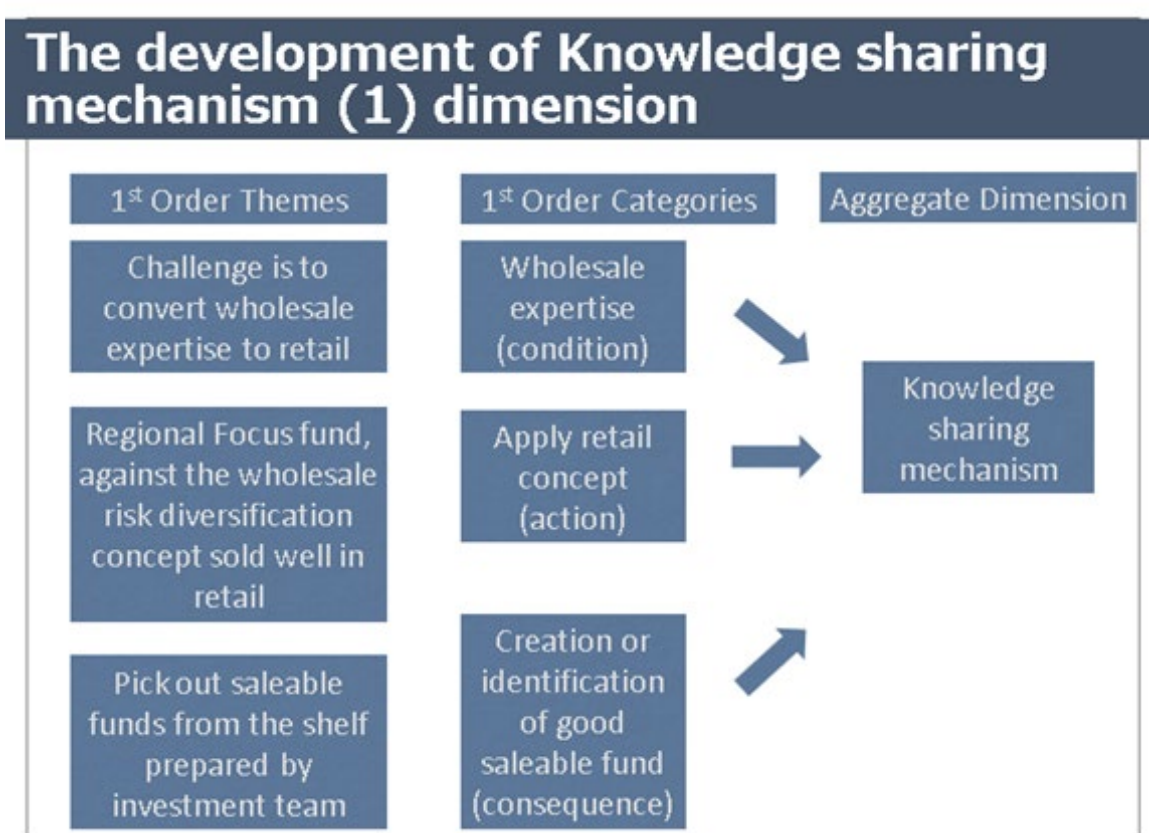 The development of Knowledge sharing
mechanism (1) dimension
1st Order Themes
1st Order Categories
Aggregate Dimension
Challenge is to
convert wholesale
expertise to retail
Wholesale
expertise
(condition)
Regional Focus fund,
against the wholesale
risk diversification
concept sold well in
retail
Apply retail
concept
(action)
Knowledge
sharing
mechanism
Pick out saleable
funds from the shelf
prepared by
investment team
Creation or
identification
of good
saleable fund
(consequence)